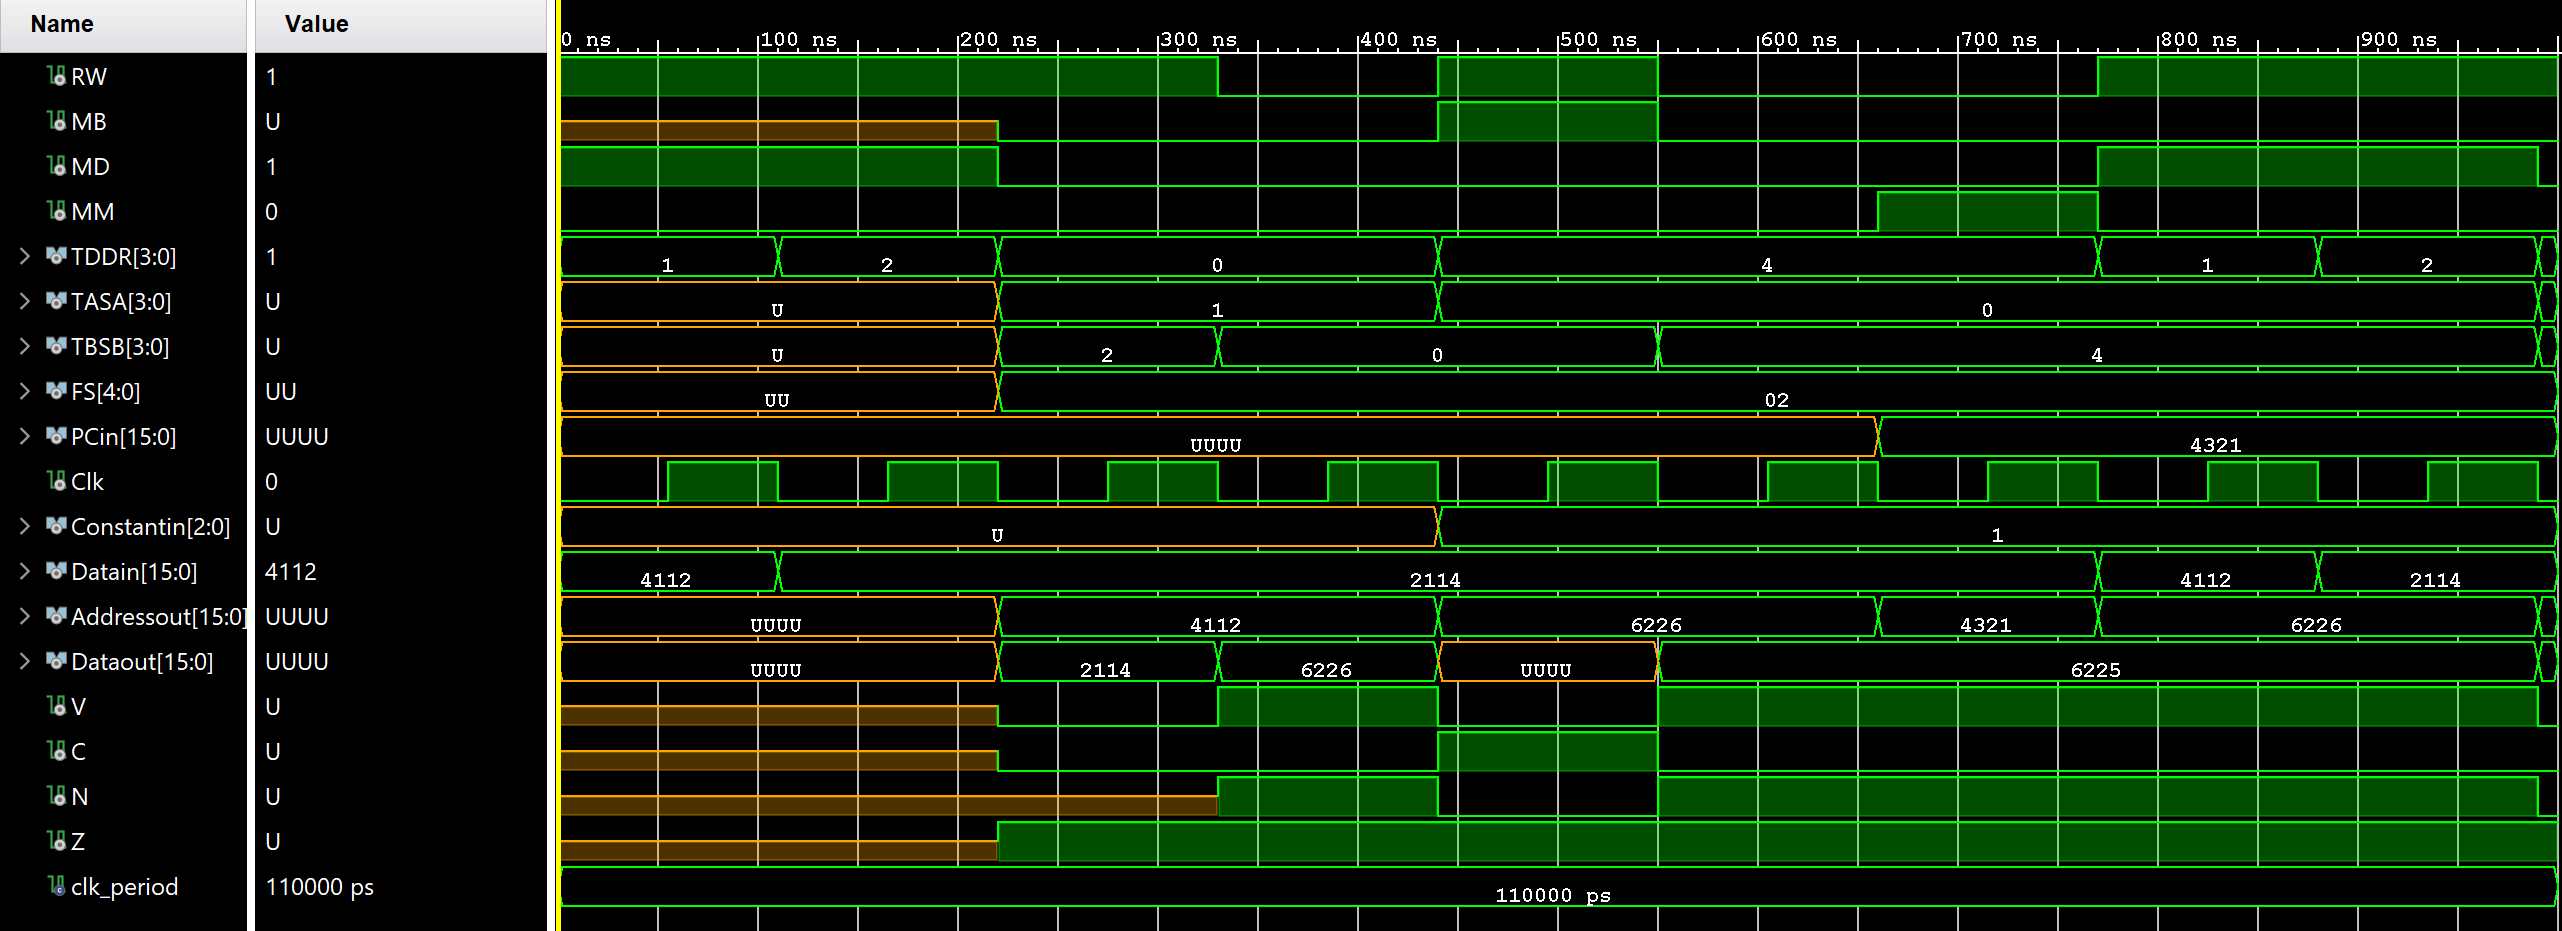 Name Value
0 ns 100 ns 200 ns 300 ns 400 ns 500 ns 600 ns 700 ns 800 ns 900 ns
RW 1
MB U
MD 1
MM 0
TDDR[3:0] 1 1 2 0 4 1 2
TASA[3:0] U U 1 0
TBSB[3:0] U U 2 0 4
FS[4:0] UU UU 02
PCin[15:0] UUUU UUUU 4321
Clk 0
Constantin[2:0] U U 1
Datain[15:0] 4112 4112 2114 4112 2114
Addressout[15:0] UUUU UUUU 4112 6226 4321 6226
Dataout[15:0] UUUU UUUU 2114 6226 UUUU 6225
V U
C U
N U
Z U
clk_period 110000 ps 110000 ps